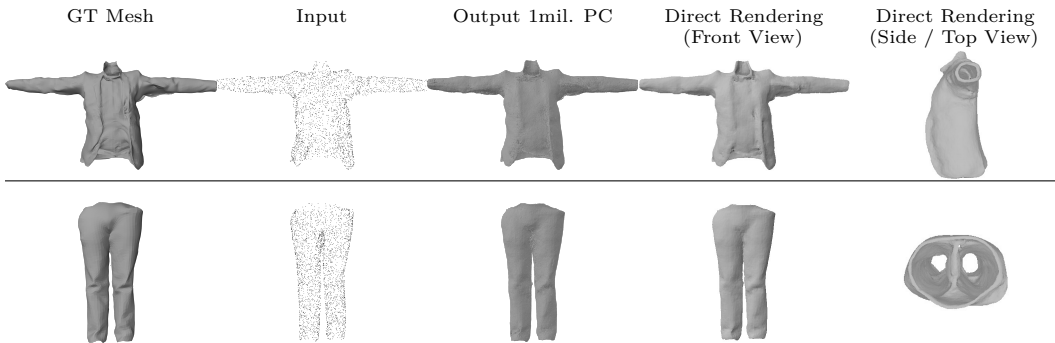 GT Mesh
Input
Output 1mil. PC
Direct Rendering
(Front View)
Direct Rendering
(Side / Top View)